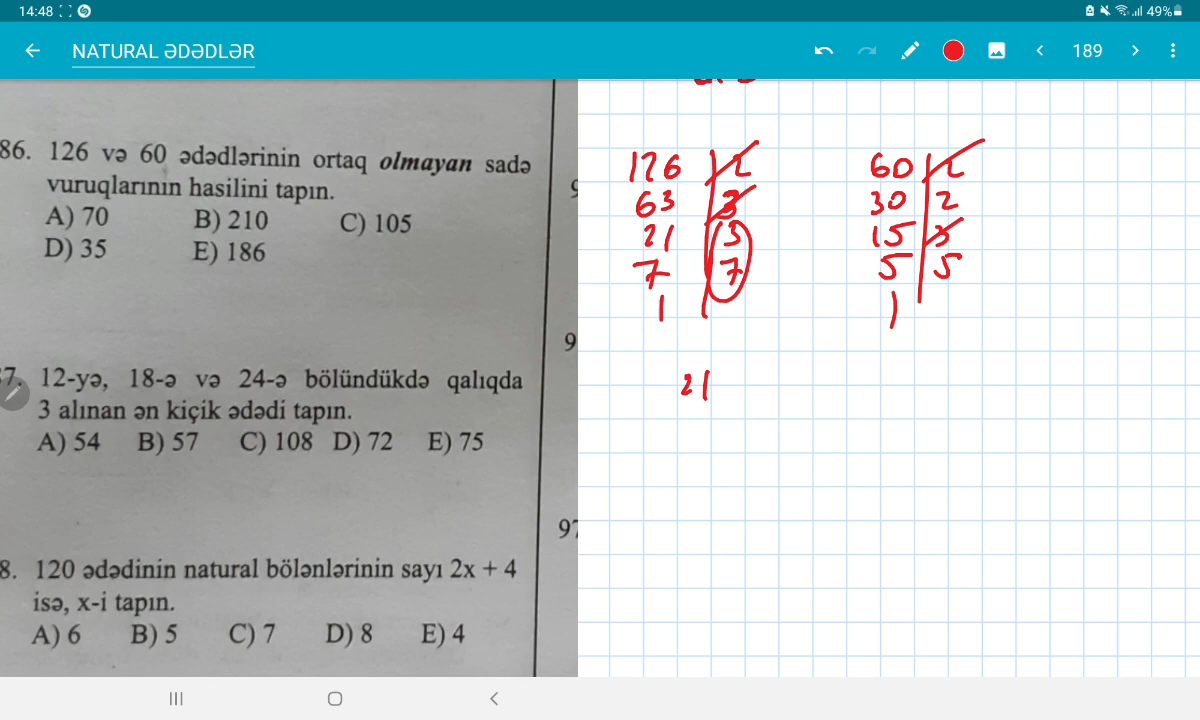 14:48
49%
NATURAL ƏDƏDLƏR
189
86. 126 və 60 ədədlərinin ortaq olmayan sadə
vuruqlarının hasilini tapın.
A) 70 B) 210 C) 105
D) 35 E) 186
9
7. 12-yə, 18-ə və 24-ə bölündükdə qalıqda
3 alınan ən kiçik ədədi tapın.
A) 54 B) 57 C) 108 D) 72 E) 75
97
8. 120 ədədinin natural bölənlərinin sayı 2x + 4
isə, x-i tapın.
A) 6 B) 5 C) 7 D) 8 E) 4
126 2
63 3
21 3
7 7
1
60 2
30 2
15 3
5 5
1
21